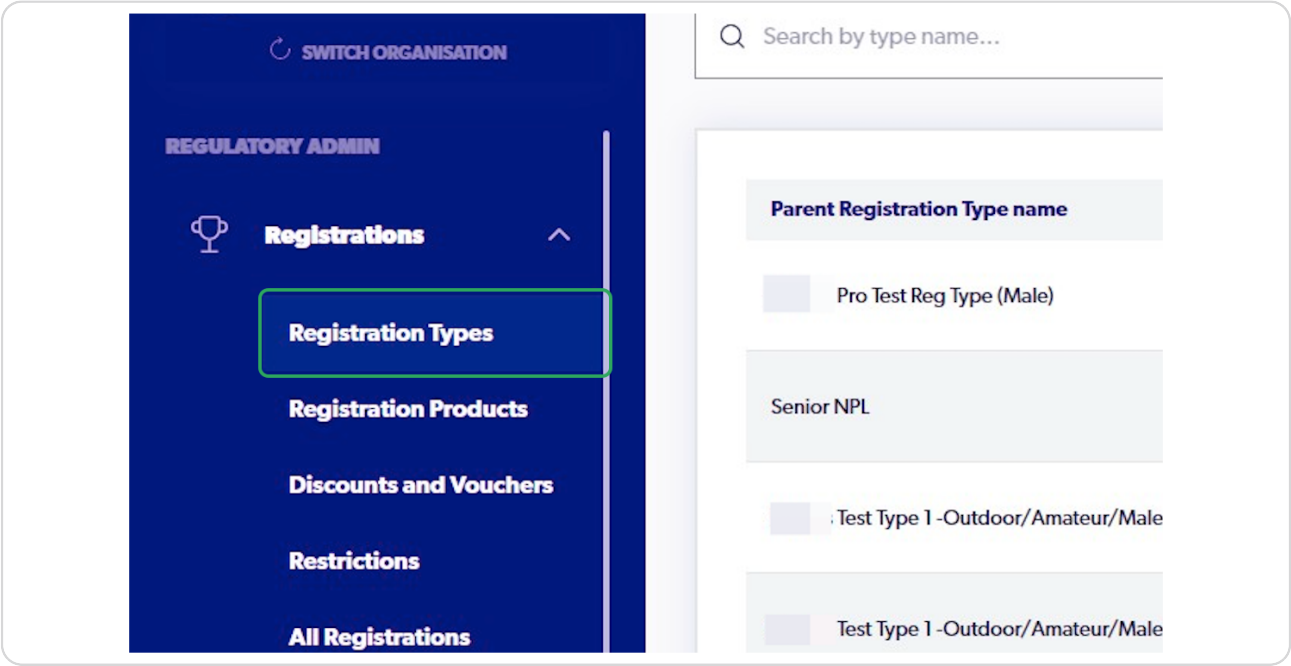 SWITCH ORGANISATION
REGULATORY ADMIN
Registrations
Registration Types
Registration Products
Discounts and Vouchers
Restrictions
All Registrations
Search by type name...
Parent Registration Type name
Pro Test Reg Type (Male)
Senior NPL
Test Type 1 -Outdoor/Amateur/Male
Test Type 1 -Outdoor/Amateur/Male